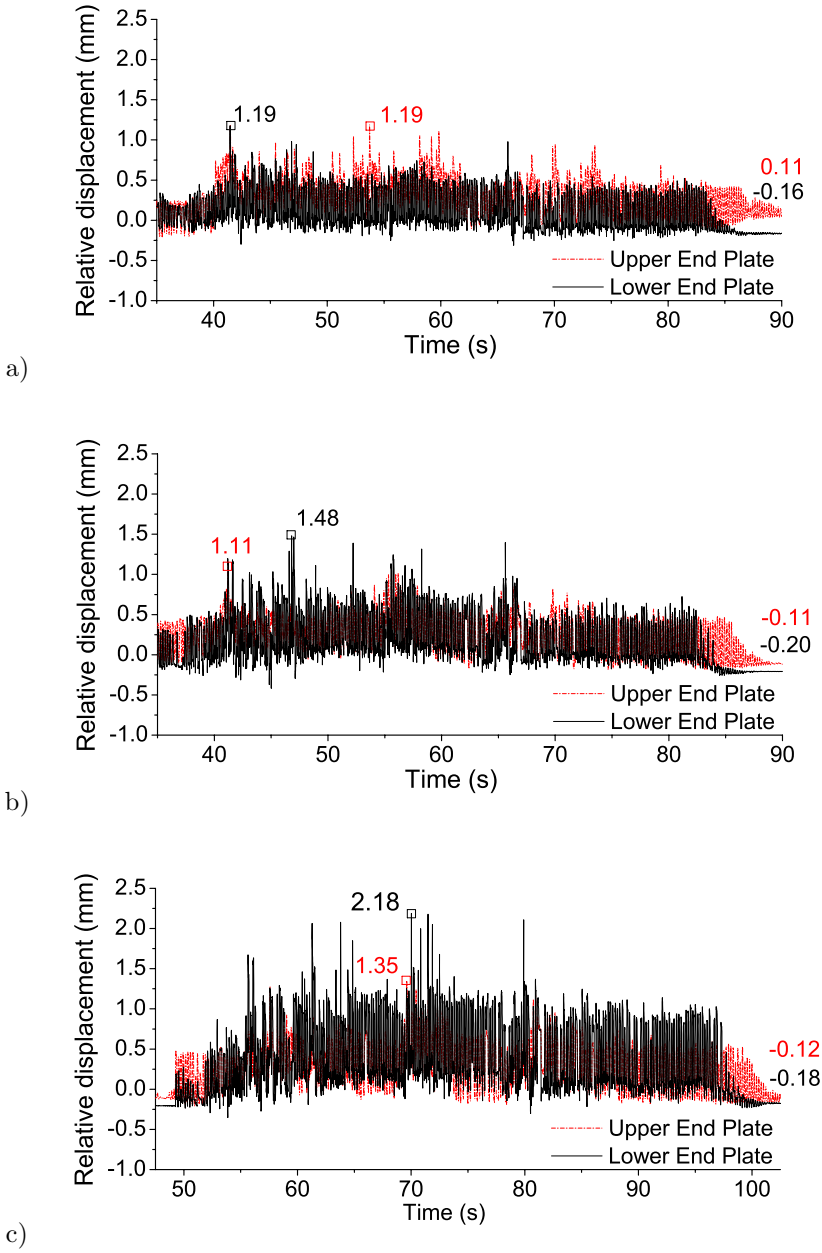 2.5
2.0
1.5
1.0
0.5
0.0
-0.5
-1.0
Relative displacement (mm)
1.19
1.19
0.11
-0.16
Upper End Plate
Lower End Plate
40 50 60 70 80 90
Time (s)
a)
2.5
2.0
1.5
1.0
0.5
0.0
-0.5
-1.0
Relative displacement (mm)
1.48
1.11
-0.11
-0.20
Upper End Plate
Lower End Plate
40 50 60 70 80 90
Time (s)
b)
2.5
2.0
1.5
1.0
0.5
0.0
-0.5
-1.0
Relative displacement (mm)
2.18
1.35
-0.12
-0.18
Upper End Plate
Lower End Plate
50 60 70 80 90 100
Time (s)
c)